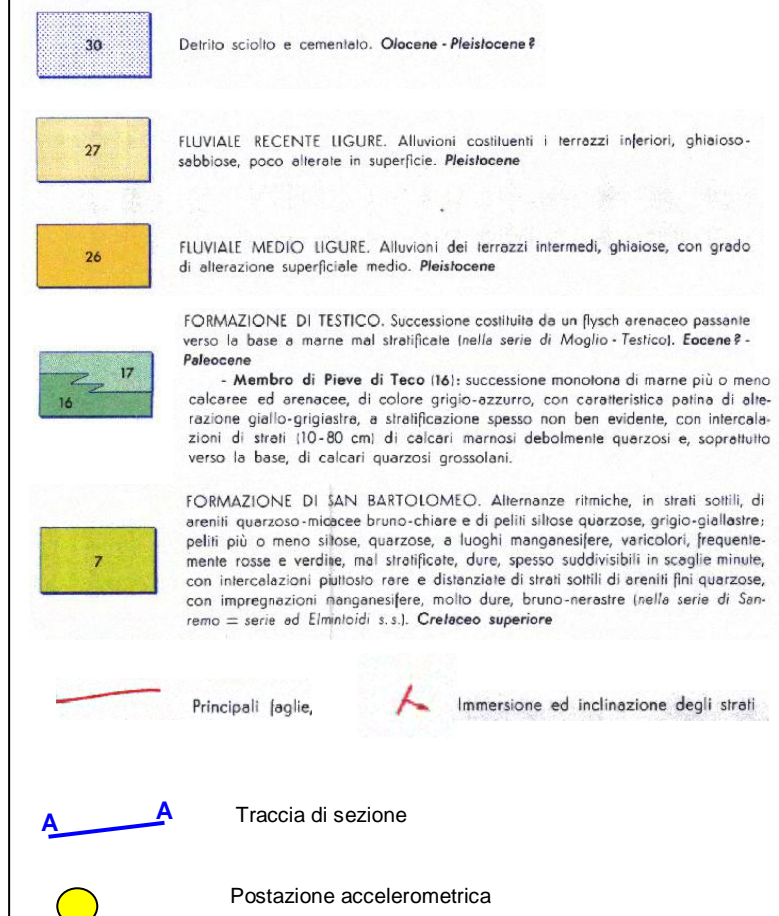 30
Detrito sciolto e cementato. Olocene - Pleistocene?
27
FLUVIALE RECENTE LIGURE. Alluvioni costituenti i terrazzi inferiori, ghiaioso-
sabbiose, poco alterate in superficie. Pleistocene
26
FLUVIALE MEDIO LIGURE. Alluvioni dei terrazzi intermedi, ghiaiose, con grado
di alterazione superficiale medio. Pleistocene
17
16
FORMAZIONE DI TESTICO. Successione costituita da un flysch arenaceo passante
verso la base a marne mal stratificate (nella serie di Moglio - Testico). Eocene? -
Paleocene
- Membro di Pieve di Teco (16): successione monotona di marne più o meno
calcaree ed arenacee, di colore grigio-azzurro, con caratteristica patina di alte-
razione giallo-grigiastra, a stratificazione spesso non ben evidente, con intercala-
zioni di strati (10-80 cm) di calcari marnosi debolmente quarzosi e, soprattutto
verso la base, di calcari quarzosi grossolani.
7
FORMAZIONE DI SAN BARTOLOMEO. Alternanze ritmiche, in strati sottili, di
areniti quarzoso-micacee bruno-chiare e di peliti siltose quarzose, grigio-giallastre;
peliti più o meno siltose, quarzose, a luoghi manganesifere, varicolori, frequente-
mente rosse e verdine, mal stratificate, dure, spesso suddivisibili in scaglie minute,
con intercalazioni piuttosto rare e distanziate di strati sottili di areniti fini quarzose,
con impregnazioni manganesifere, molto dure, bruno-nerastre (nella serie di San-
remo = serie ad Elmintoidi s.s.). Cretaceo superiore
Principali faglie,
Immersione ed inclinazione degli strati
A A
Traccia di sezione
Postazione accelerometrica